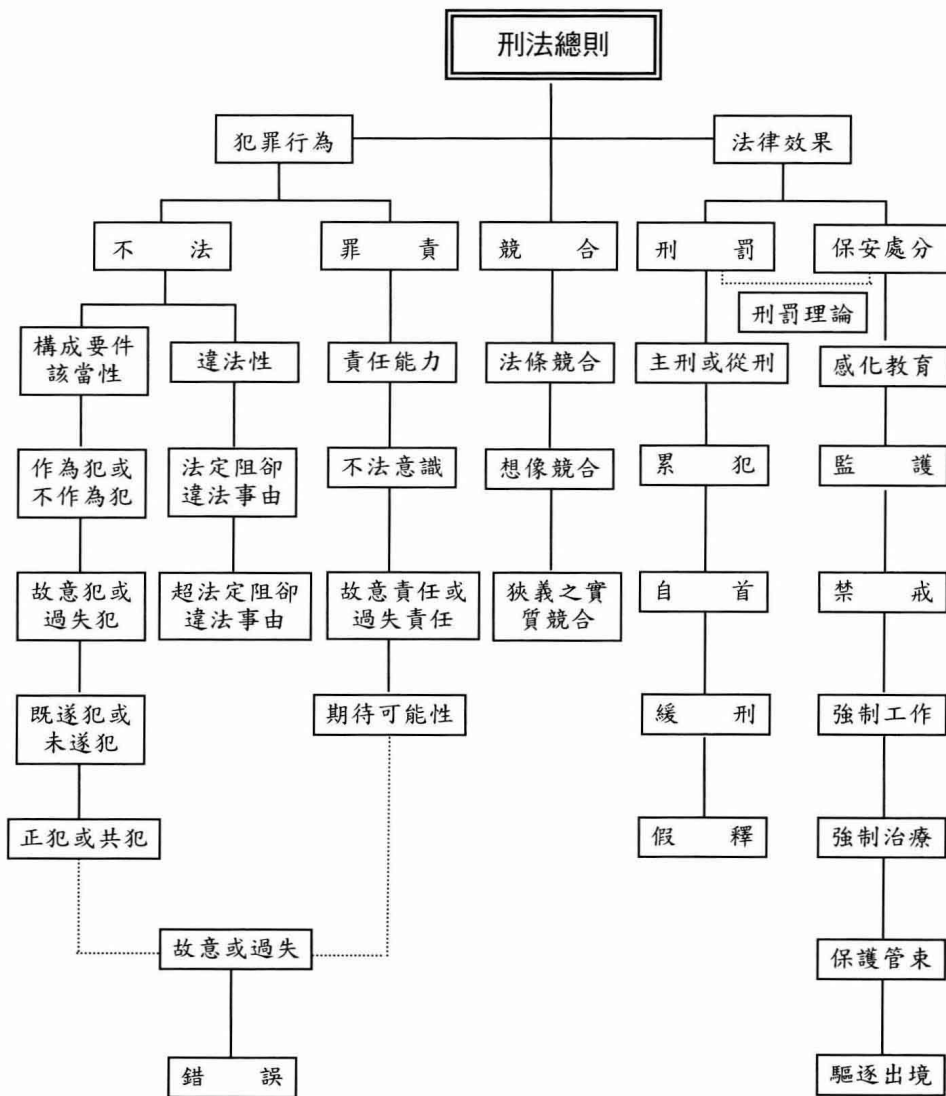 刑法總則
犯罪行為
法律效果
不法
罪責
競合
刑罰
保安處分
刑罰理論
構成要件
該當性
違法性
責任能力
法條競合
主刑或從刑
感化教育
作為犯或
不作為犯
法定阻卻
違法事由
不法意識
想像競合
累犯
監護
故意犯或
過失犯
超法定阻卻
違法事由
故意責任或
過失責任
狹義之實
質競合
自首
禁戒
既遂犯或
未遂犯
期待可能性
緩刑
強制工作
正犯或共犯
假釋
強制治療
故意或過失
保護管束
錯誤
驅逐出境